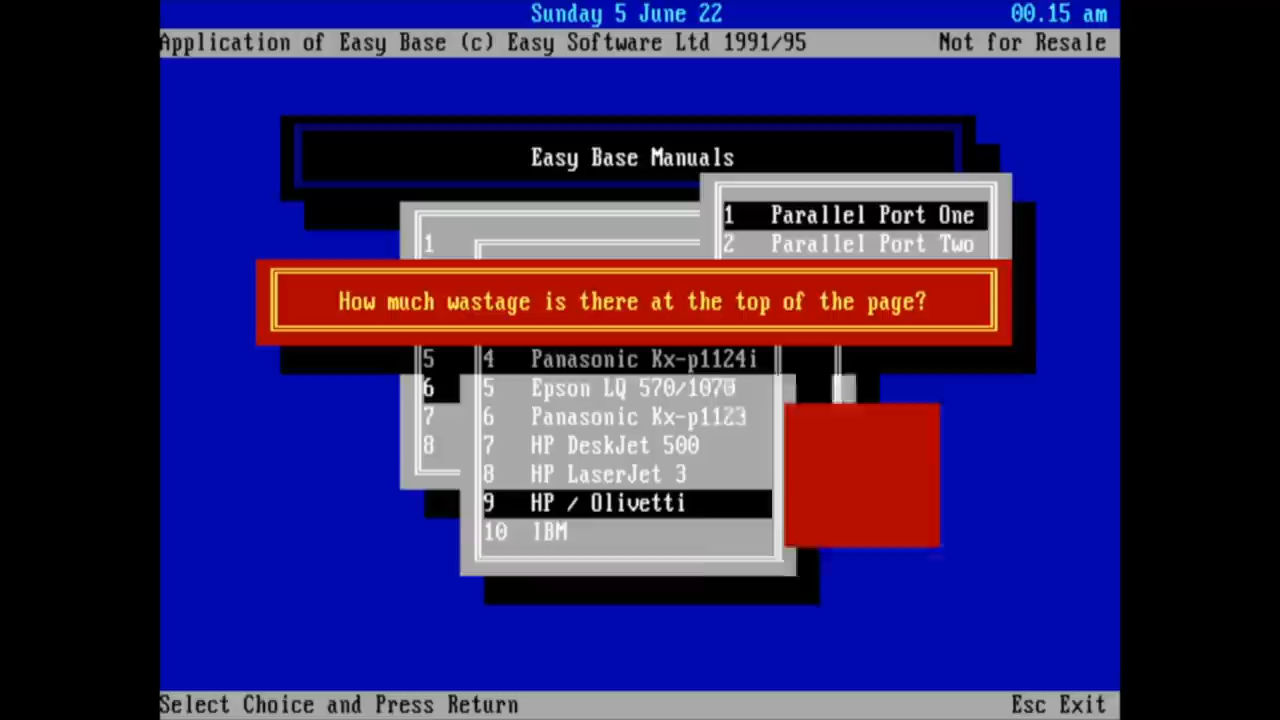 Sunday 5 June 22 00.15 am
Application of Easy Base (c) Easy Software Ltd 1991/95 Not for Resale
Easy Base Manuals
1 Parallel Port One
1 2 Parallel Port Two
How much wastage is there at the top of the page?
5 4 Panasonic Kx-p1124i
6 5 Epson LQ 570/1070
7 6 Panasonic Kx-p1123
8 7 HP DeskJet 500
8 HP LaserJet 3
9 HP / Olivetti
10 IBM
Select Choice and Press Return Esc Exit